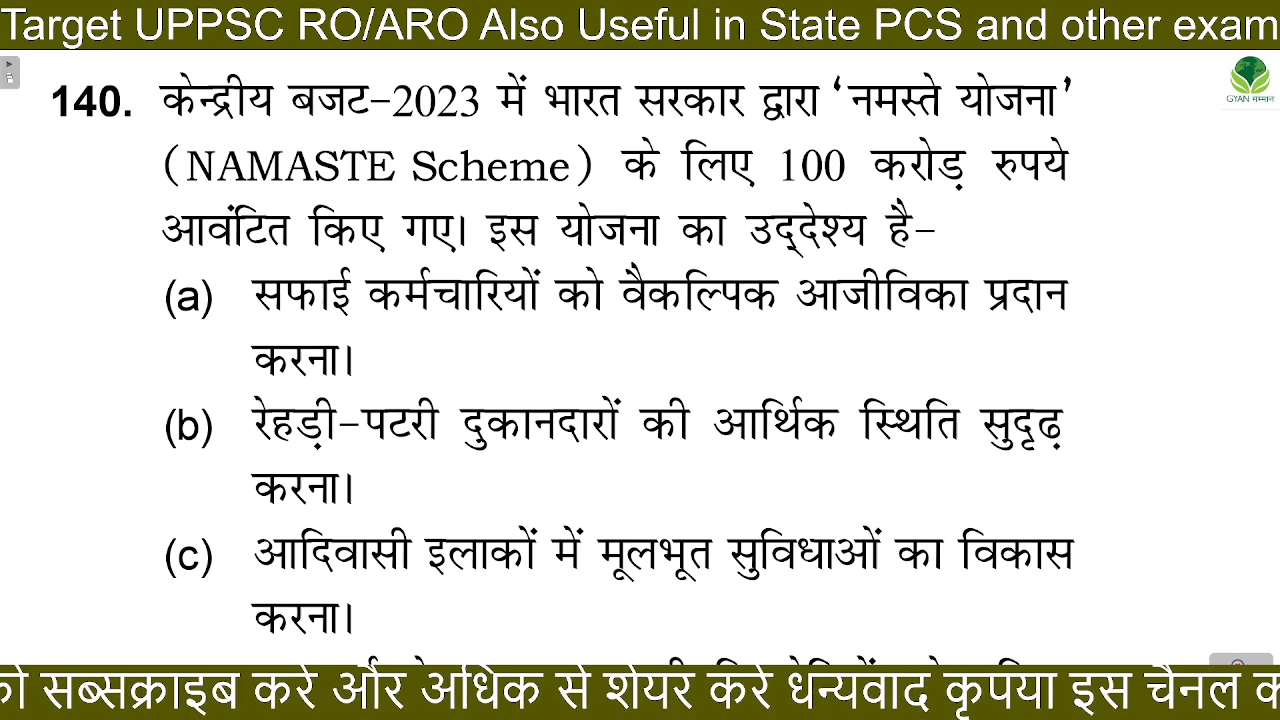 Target UPPSC RO/ARO Also Useful in State PCS and other exam
GYAN सम्मान
140. केन्द्रीय बजट-2023 में भारत सरकार द्वारा ‘नमस्ते योजना’
(NAMASTE Scheme) के लिए 100 करोड़ रुपये
आवंटित किए गए। इस योजना का उद्देश्य है-
(a) सफाई कर्मचारियों को वैकल्पिक आजीविका प्रदान
करना।
(b) रेहड़ी-पटरी दुकानदारों की आर्थिक स्थिति सुदृढ़
करना।
(c) आदिवासी इलाकों में मूलभूत सुविधाओं का विकास
करना।
को सब्सक्राइब करे और अधिक से शेयर करे धन्यवाद कृपया इस चैनल क